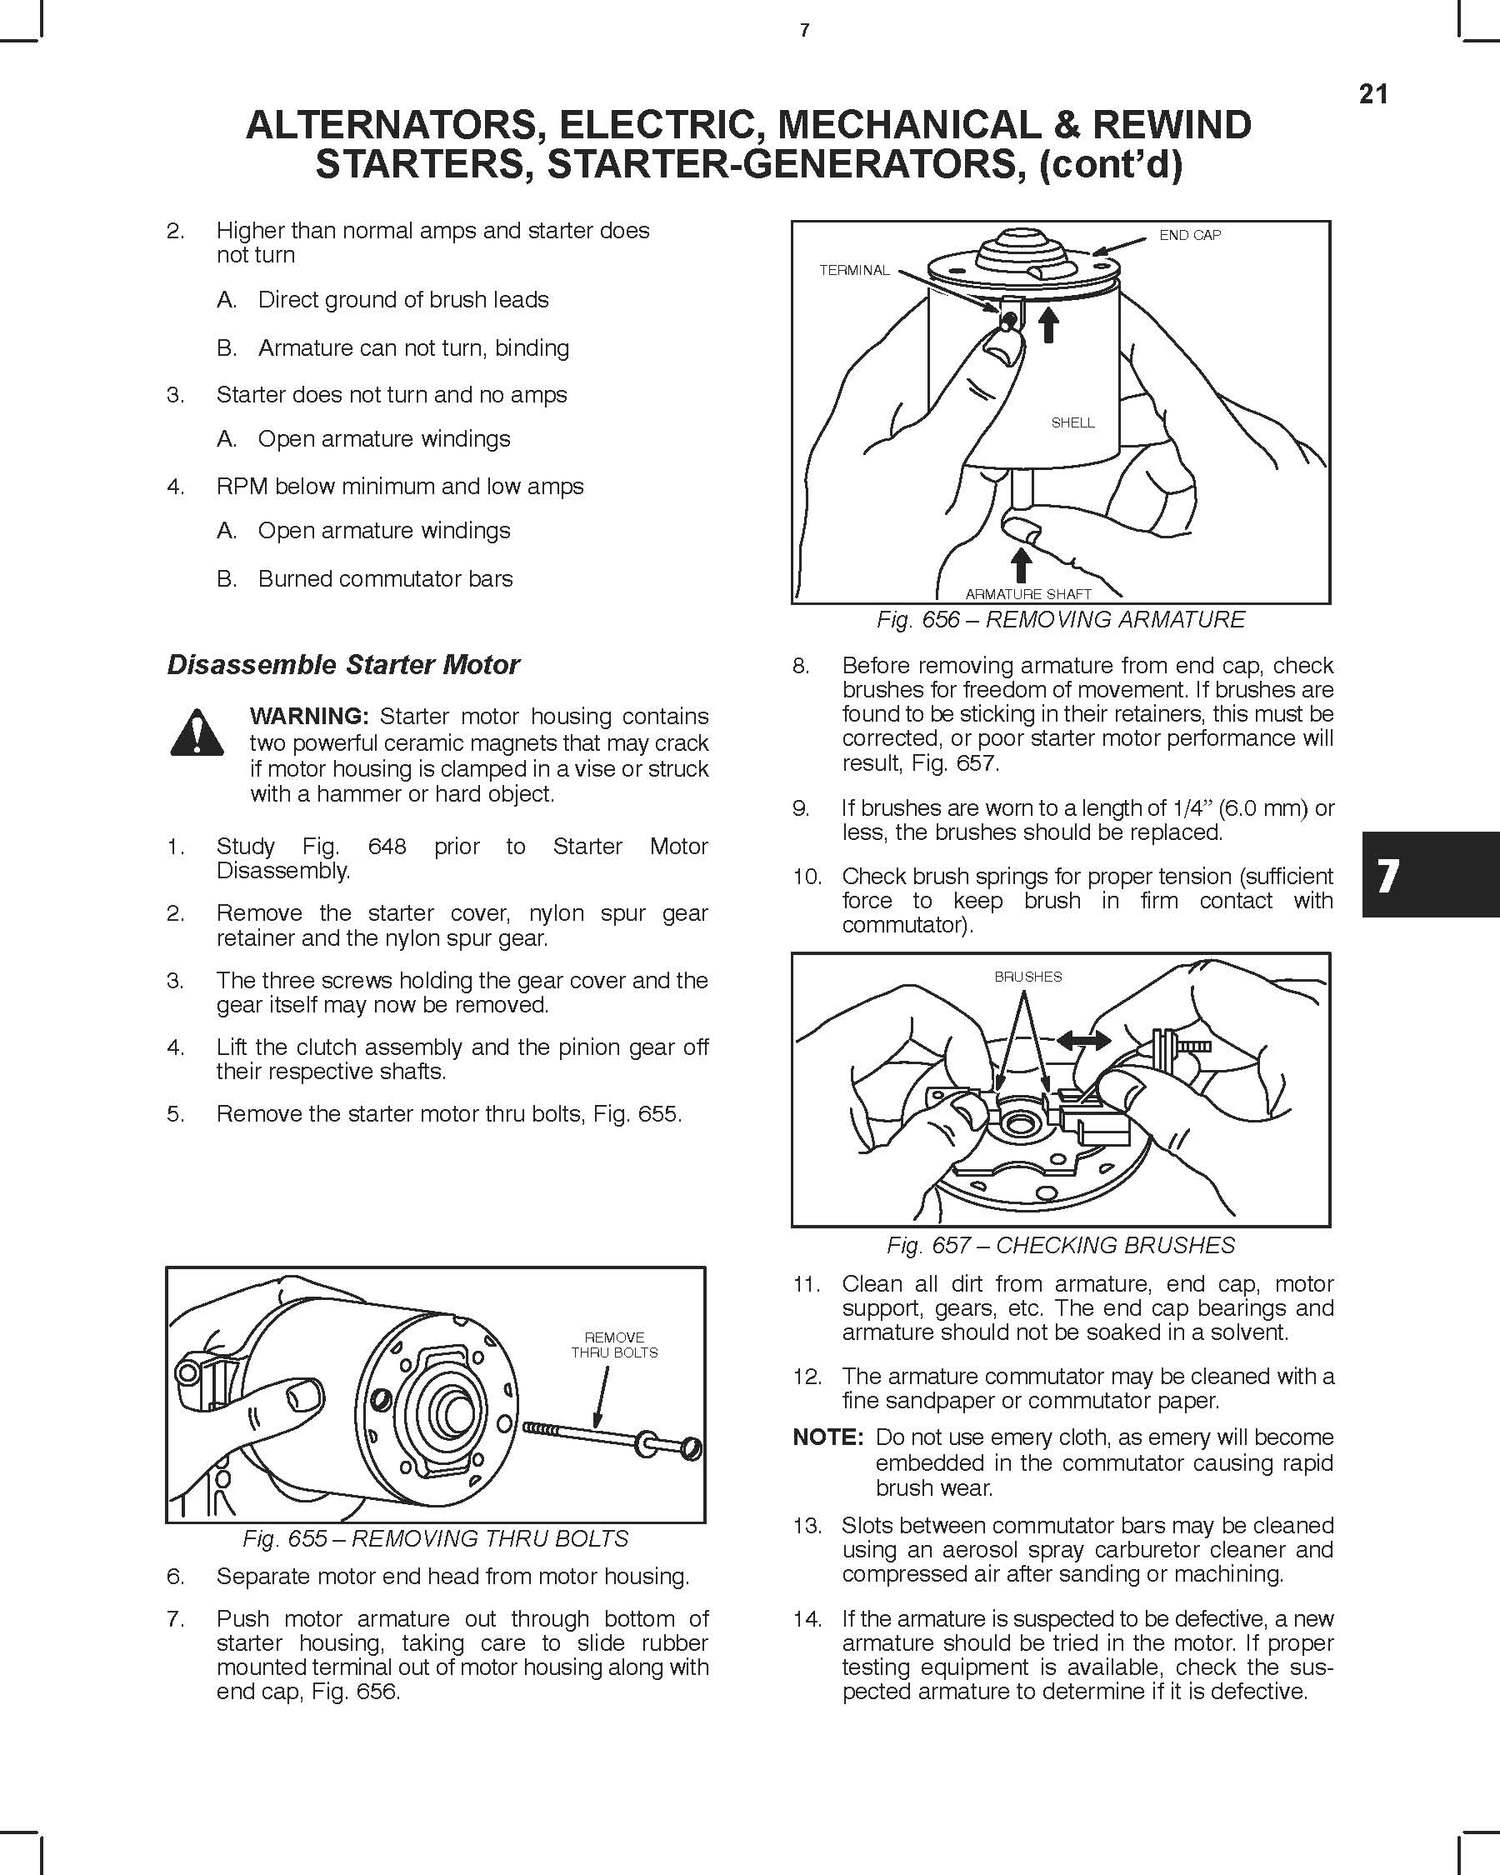 7
21
ALTERNATORS, ELECTRIC, MECHANICAL & REWIND
STARTERS, STARTER-GENERATORS, (cont’d)
2. Higher than normal amps and starter does
not turn
A. Direct ground of brush leads
B. Armature can not turn, binding
3. Starter does not turn and no amps
A. Open armature windings
4. RPM below minimum and low amps
A. Open armature windings
B. Burned commutator bars
Disassemble Starter Motor
WARNING: Starter motor housing contains
two powerful ceramic magnets that may crack
if motor housing is clamped in a vise or struck
with a hammer or hard object.
1. Study Fig. 648 prior to Starter Motor
Disassembly.
2. Remove the starter cover, nylon spur gear
retainer and the nylon spur gear.
3. The three screws holding the gear cover and the
gear itself may now be removed.
4. Lift the clutch assembly and the pinion gear off
their respective shafts.
5. Remove the starter motor thru bolts, Fig. 655.
REMOVE
THRU BOLTS
Fig. 655 – REMOVING THRU BOLTS
6. Separate motor end head from motor housing.
7. Push motor armature out through bottom of
starter housing, taking care to slide rubber
mounted terminal out of motor housing along with
end cap, Fig. 656.
END CAP
TERMINAL
SHELL
ARMATURE SHAFT
Fig. 656 – REMOVING ARMATURE
8. Before removing armature from end cap, check
brushes for freedom of movement. If brushes are
found to be sticking in their retainers, this must be
corrected, or poor starter motor performance will
result, Fig. 657.
9. If brushes are worn to a length of 1/4” (6.0 mm) or
less, the brushes should be replaced.
10. Check brush springs for proper tension (sufficient
force to keep brush in firm contact with
commutator).
7
BRUSHES
Fig. 657 – CHECKING BRUSHES
11. Clean all dirt from armature, end cap, motor
support, gears, etc. The end cap bearings and
armature should not be soaked in a solvent.
12. The armature commutator may be cleaned with a
fine sandpaper or commutator paper.
NOTE: Do not use emery cloth, as emery will become
embedded in the commutator causing rapid
brush wear.
13. Slots between commutator bars may be cleaned
using an aerosol spray carburetor cleaner and
compressed air after sanding or machining.
14. If the armature is suspected to be defective, a new
armature should be tried in the motor. If proper
testing equipment is available, check the sus-
pected armature to determine if it is defective.